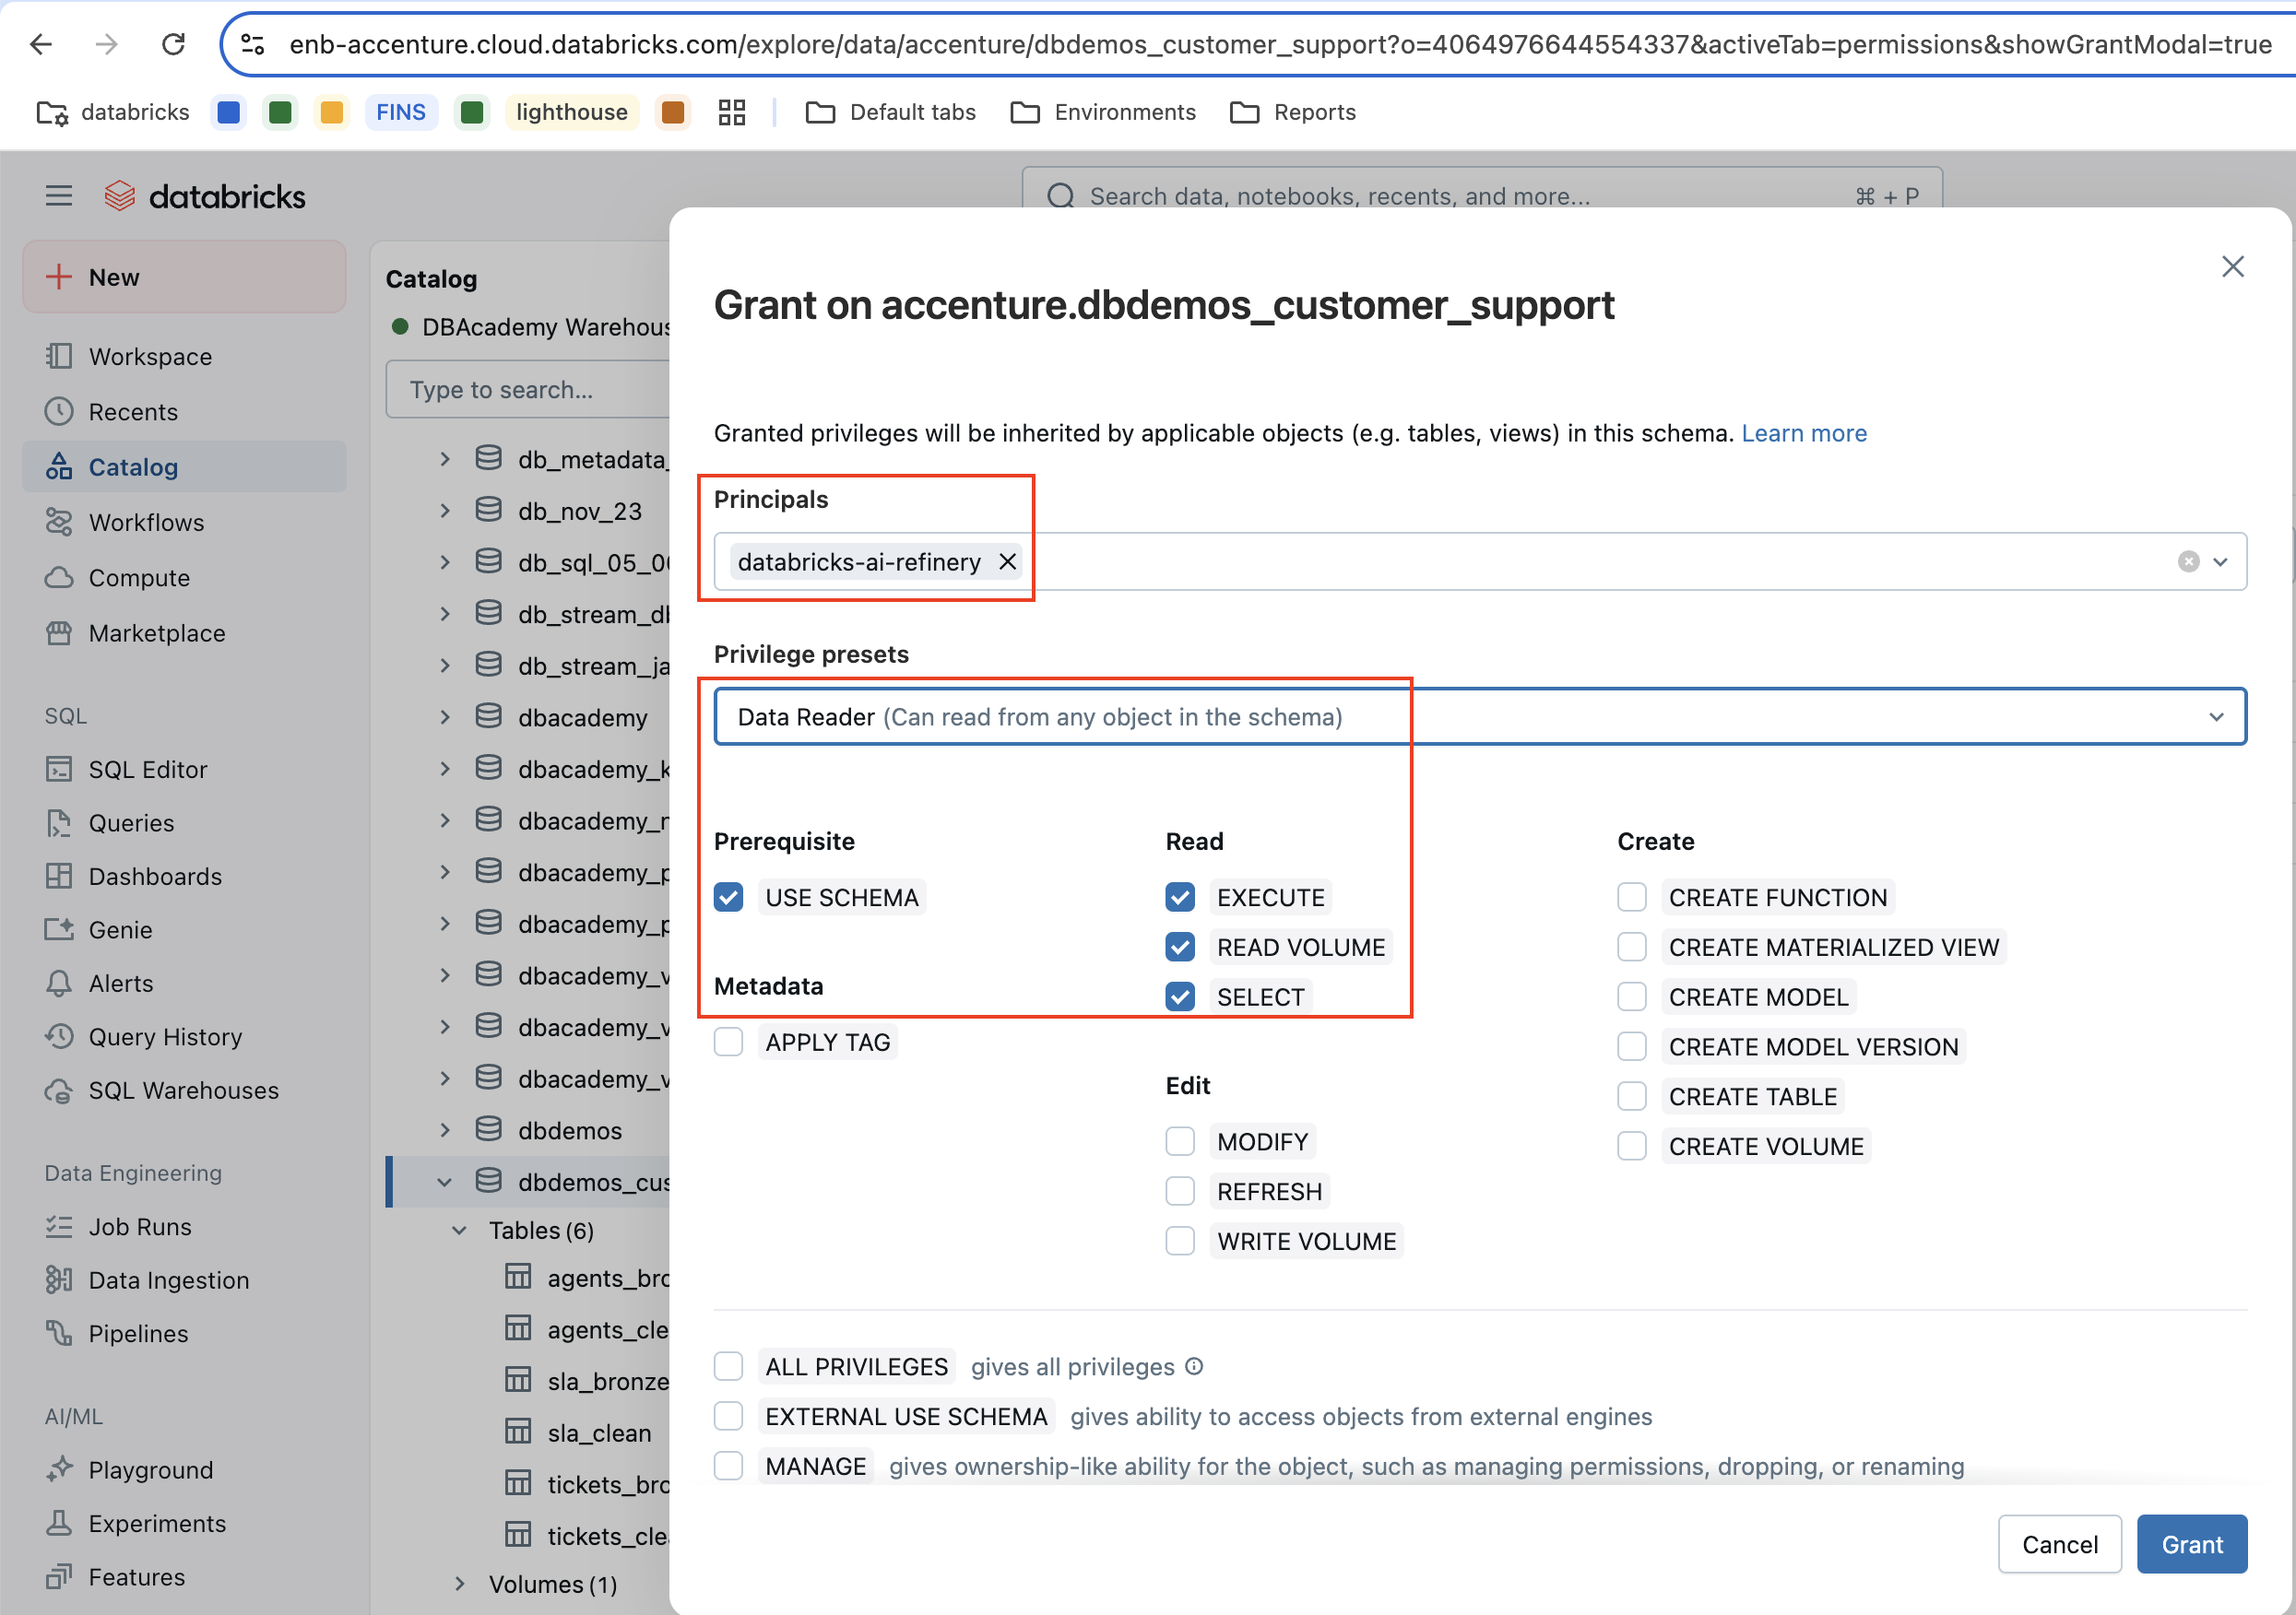 enb-accenture.cloud.databricks.com/explore/data/accenture/dbdemos_customer_support?o=4064976644554337&activeTab=permissions&showGrantModal=true
databricks
FINS
lighthouse
Default tabs
Environments
Reports
databricks
Search data, notebooks, recents, and more...
⌘ + P
New
Workspace
Recents
Catalog
Workflows
Compute
Marketplace
SQL
SQL Editor
Queries
Dashboards
Genie
Alerts
Query History
SQL Warehouses
Data Engineering
Job Runs
Data Ingestion
Pipelines
AI/ML
Playground
Experiments
Features
Catalog
DBAcademy Warehous
Type to search...
db_metadata_
db_nov_23
db_sql_05_0
db_stream_d
db_stream_ja
dbacademy
dbacademy_k
dbacademy_r
dbacademy_p
dbacademy_p
dbacademy_v
dbacademy_v
dbacademy_v
dbdemos
dbdemos_cus
Tables (6)
agents_bro
agents_cle
sla_bronze
sla_clean
tickets_bro
tickets_cle
Volumes (1)
Grant on accenture.dbdemos_customer_support
Granted privileges will be inherited by applicable objects (e.g. tables, views) in this schema. Learn more
Principals
databricks-ai-refinery
Privilege presets
Data Reader (Can read from any object in the schema)
Prerequisite
USE SCHEMA
Metadata
APPLY TAG
Read
EXECUTE
READ VOLUME
SELECT
Edit
MODIFY
REFRESH
WRITE VOLUME
Create
CREATE FUNCTION
CREATE MATERIALIZED VIEW
CREATE MODEL
CREATE MODEL VERSION
CREATE TABLE
CREATE VOLUME
ALL PRIVILEGES gives all privileges
EXTERNAL USE SCHEMA gives ability to access objects from external engines
MANAGE gives ownership-like ability for the object, such as managing permissions, dropping, or renaming
Cancel
Grant